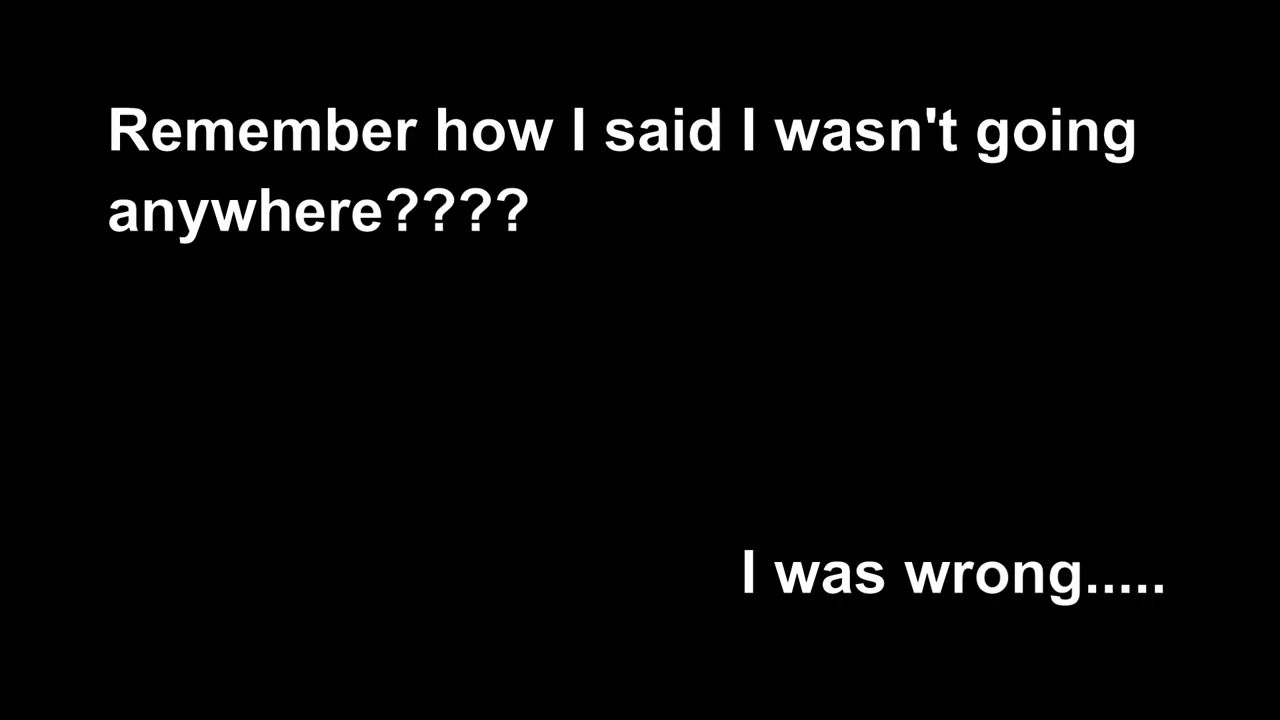 Remember how I said I wasn't going
anywhere????
I was wrong.....